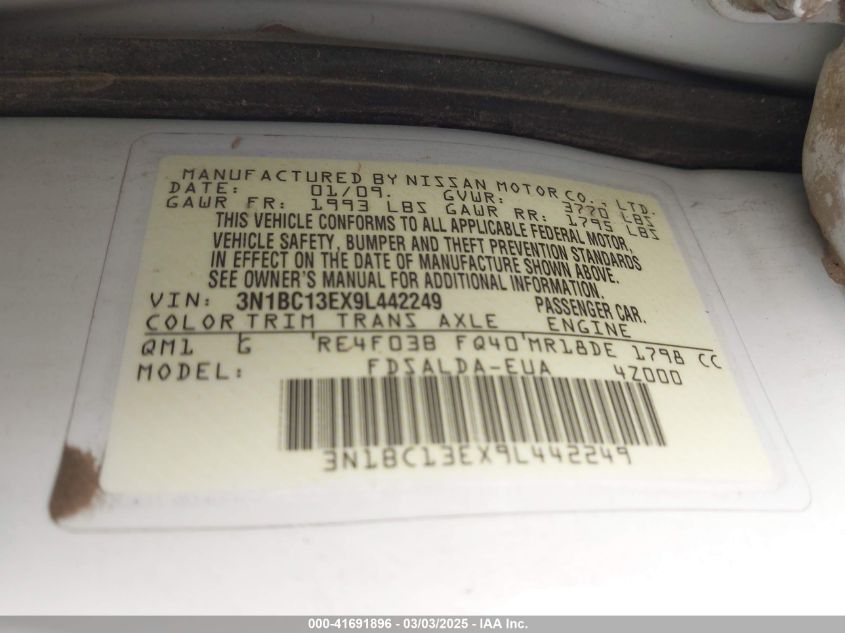 MANUFACTURED BY NISSAN MOTOR CO., LTD.
DATE: 01/09. GVWR: 3770 LBS
GAWR FR: 1993 LBS GAWR RR: 1795 LBS
THIS VEHICLE CONFORMS TO ALL APPLICABLE FEDERAL MOTOR
VEHICLE SAFETY, BUMPER AND THEFT PREVENTION STANDARDS
IN EFFECT ON THE DATE OF MANUFACTURE SHOWN ABOVE.
SEE OWNER'S MANUAL FOR ADDITIONAL INFORMATION.
VIN: 3N1BC13EX9L442249 PASSENGER CAR.
COLOR TRIM TRANS AXLE ENGINE
QM1 G RE4F03B FQ40 MR18DE 1798 CC
MODEL: FDSALDA-EUA 4Z000
3N1BC13EX9L442249
000-41691896 - 03/03/2025 - IAA Inc.